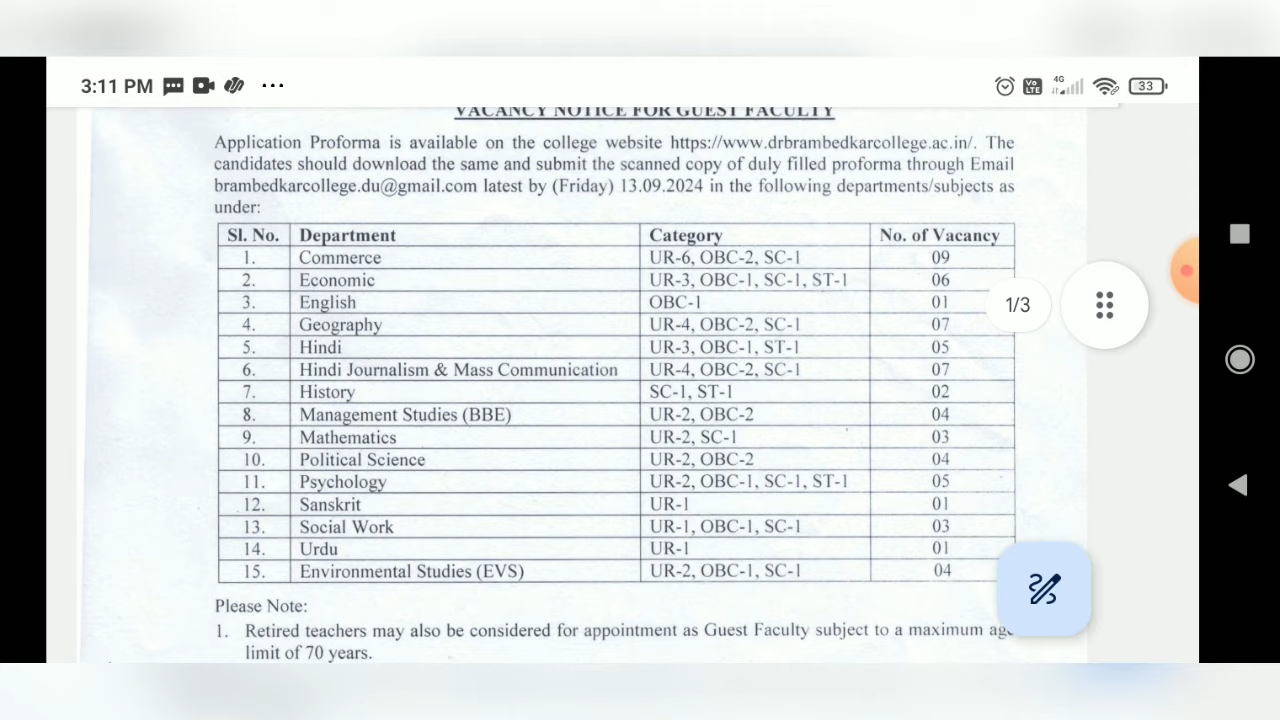 3:11 PM
4G
Vo LTE
33
VACANCY NOTICE FOR GUEST FACULTY
Application Proforma is available on the college website https://www.drbrambedkarcollege.ac.in/. The
candidates should download the same and submit the scanned copy of duly filled proforma through Email
brambedkarcollege.du@gmail.com latest by (Friday) 13.09.2024 in the following departments/subjects as
under:
Sl. No. Department Category No. of Vacancy
1. Commerce UR-6, OBC-2, SC-1 09
2. Economic UR-3, OBC-1, SC-1, ST-1 06
3. English OBC-1 01
1/3
4. Geography UR-4, OBC-2, SC-1 07
5. Hindi UR-3, OBC-1, ST-1 05
6. Hindi Journalism & Mass Communication UR-4, OBC-2, SC-1 07
7. History SC-1, ST-1 02
8. Management Studies (BBE) UR-2, OBC-2 04
9. Mathematics UR-2, SC-1 03
10. Political Science UR-2, OBC-2 04
11. Psychology UR-2, OBC-1, SC-1, ST-1 05
12. Sanskrit UR-1 01
13. Social Work UR-1, OBC-1, SC-1 03
14. Urdu UR-1 01
15. Environmental Studies (EVS) UR-2, OBC-1, SC-1 04
Please Note:
1. Retired teachers may also be considered for appointment as Guest Faculty subject to a maximum age
limit of 70 years.